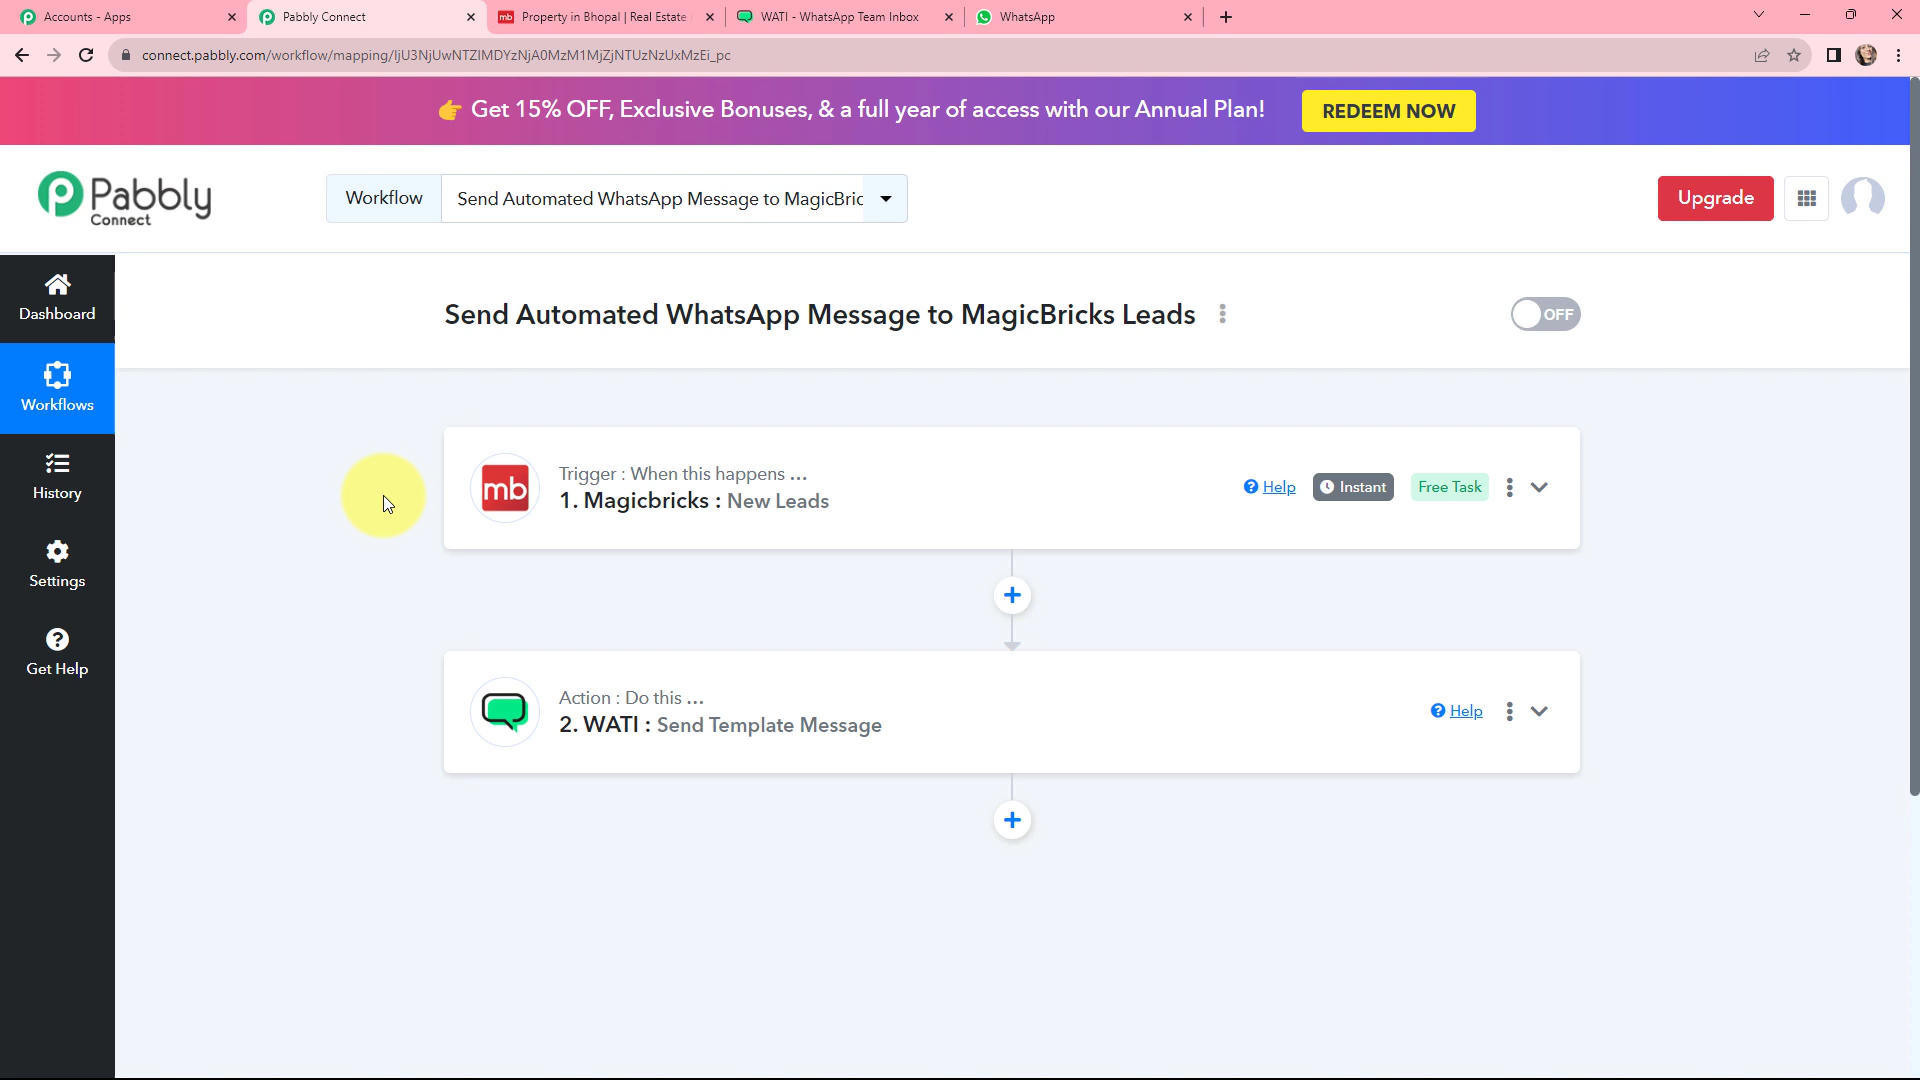 Accounts - Apps
Pabbly Connect
Property in Bhopal | Real Estate
WATI - WhatsApp Team Inbox
WhatsApp
connect.pabbly.com/workflow/mapping/IjU3NjUwNTZlMDYzNjA0MzM1MjZjNTUzNzUxMzEi_pc
👉 Get 15% OFF, Exclusive Bonuses, & a full year of access with our Annual Plan!
REDEEM NOW
Pabbly
Connect
Workflow
Send Automated WhatsApp Message to MagicBric
Upgrade
Dashboard
Workflows
History
Settings
Get Help
Send Automated WhatsApp Message to MagicBricks Leads
OFF
mb
Trigger : When this happens ...
1. Magicbricks : New Leads
Help
Instant
Free Task
Action : Do this ...
2. WATI : Send Template Message
Help